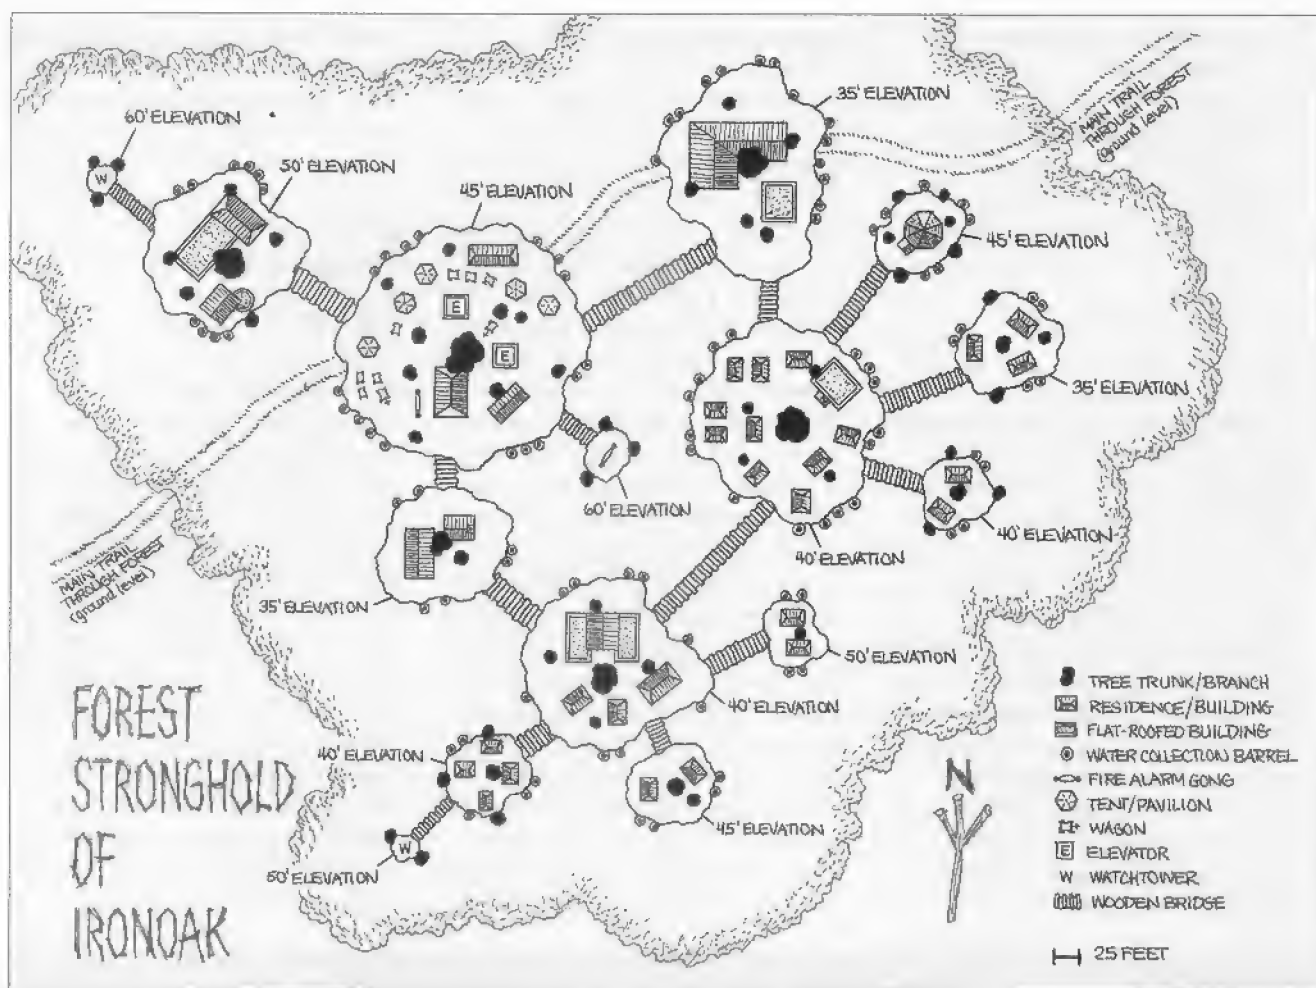 35' ELEVATION
MAIN TRAIL
THROUGH FOREST
(ground level)
60' ELEVATION
W
50' ELEVATION
45' ELEVATION
45' ELEVATION
E
E
35' ELEVATION
60' ELEVATION
40' ELEVATION
40' ELEVATION
MAIN TRAIL
THROUGH FOREST
(ground level)
35' ELEVATION
50' ELEVATION
40' ELEVATION
40' ELEVATION
45' ELEVATION
W
60' ELEVATION
FOREST
STRONGHOLD
OF
IRONOAK
N
TREE TRUNK/BRANCH
RESIDENCE/BUILDING
FLAT-ROOFED BUILDING
WATER COLLECTION BARREL
FIRE ALARM GONG
TENT/PAVILION
WAGON
E ELEVATOR
W WATCHTOWER
WOODEN BRIDGE
25 FEET